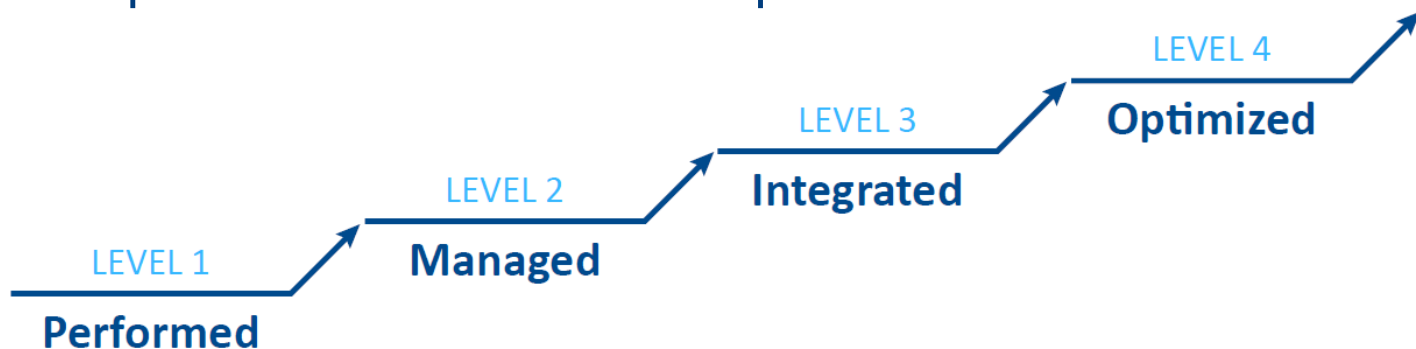 LEVEL 1
Performed
LEVEL 2
Managed
LEVEL 3
Integrated
LEVEL 4
Optimized